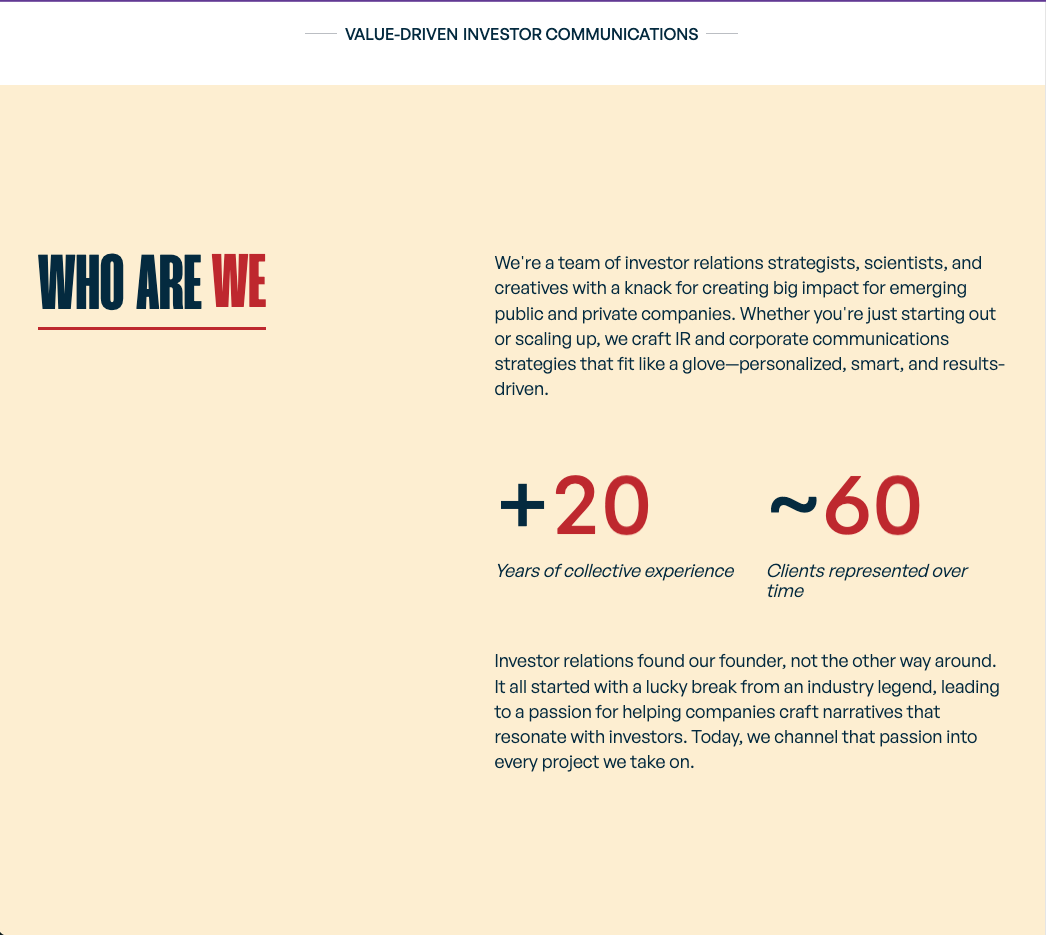 VALUE-DRIVEN INVESTOR COMMUNICATIONS
WHO ARE WE
We're a team of investor relations strategists, scientists, and
creatives with a knack for creating big impact for emerging
public and private companies. Whether you're just starting out
or scaling up, we craft IR and corporate communications
strategies that fit like a glove—personalized, smart, and results-
driven.
+20
Years of collective experience
~60
Clients represented over
time
Investor relations found our founder, not the other way around.
It all started with a lucky break from an industry legend, leading
to a passion for helping companies craft narratives that
resonate with investors. Today, we channel that passion into
every project we take on.